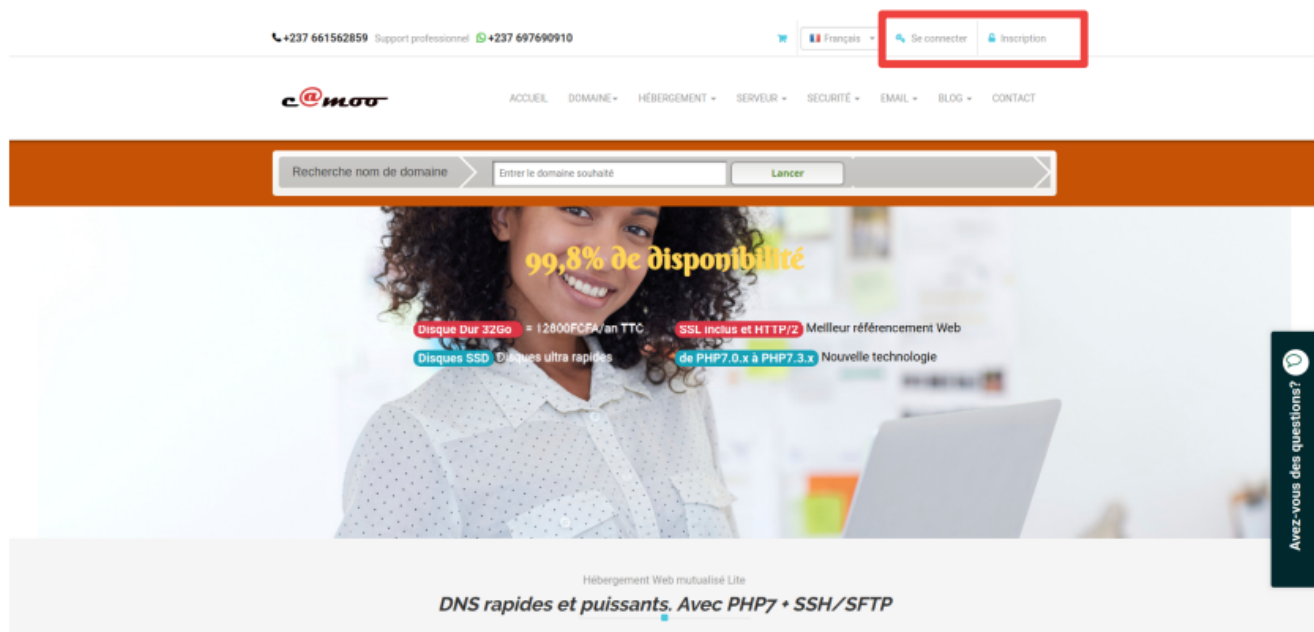 +237 661562859 Support professionnel +237 697690910 Français Se connecter Inscription
c@moo ACCUEIL DOMAINE HÉBERGEMENT SERVEUR SECURITÉ EMAIL BLOG CONTACT
Recherche nom de domaine Entrer le domaine souhaité Lancer
99,8% de disponibilité
Disque Dur 32Go = 12800FCFA/an TTC SSL inclus et HTTP/2 Meilleur référencement Web
Disques SSD Disques ultra rapides de PHP7.0.x à PHP7.3.x Nouvelle technologie
Avez-vous des questions?
Hébergement Web mutualisé Lite
DNS rapides et puissants. Avec PHP7 + SSH/SFTP